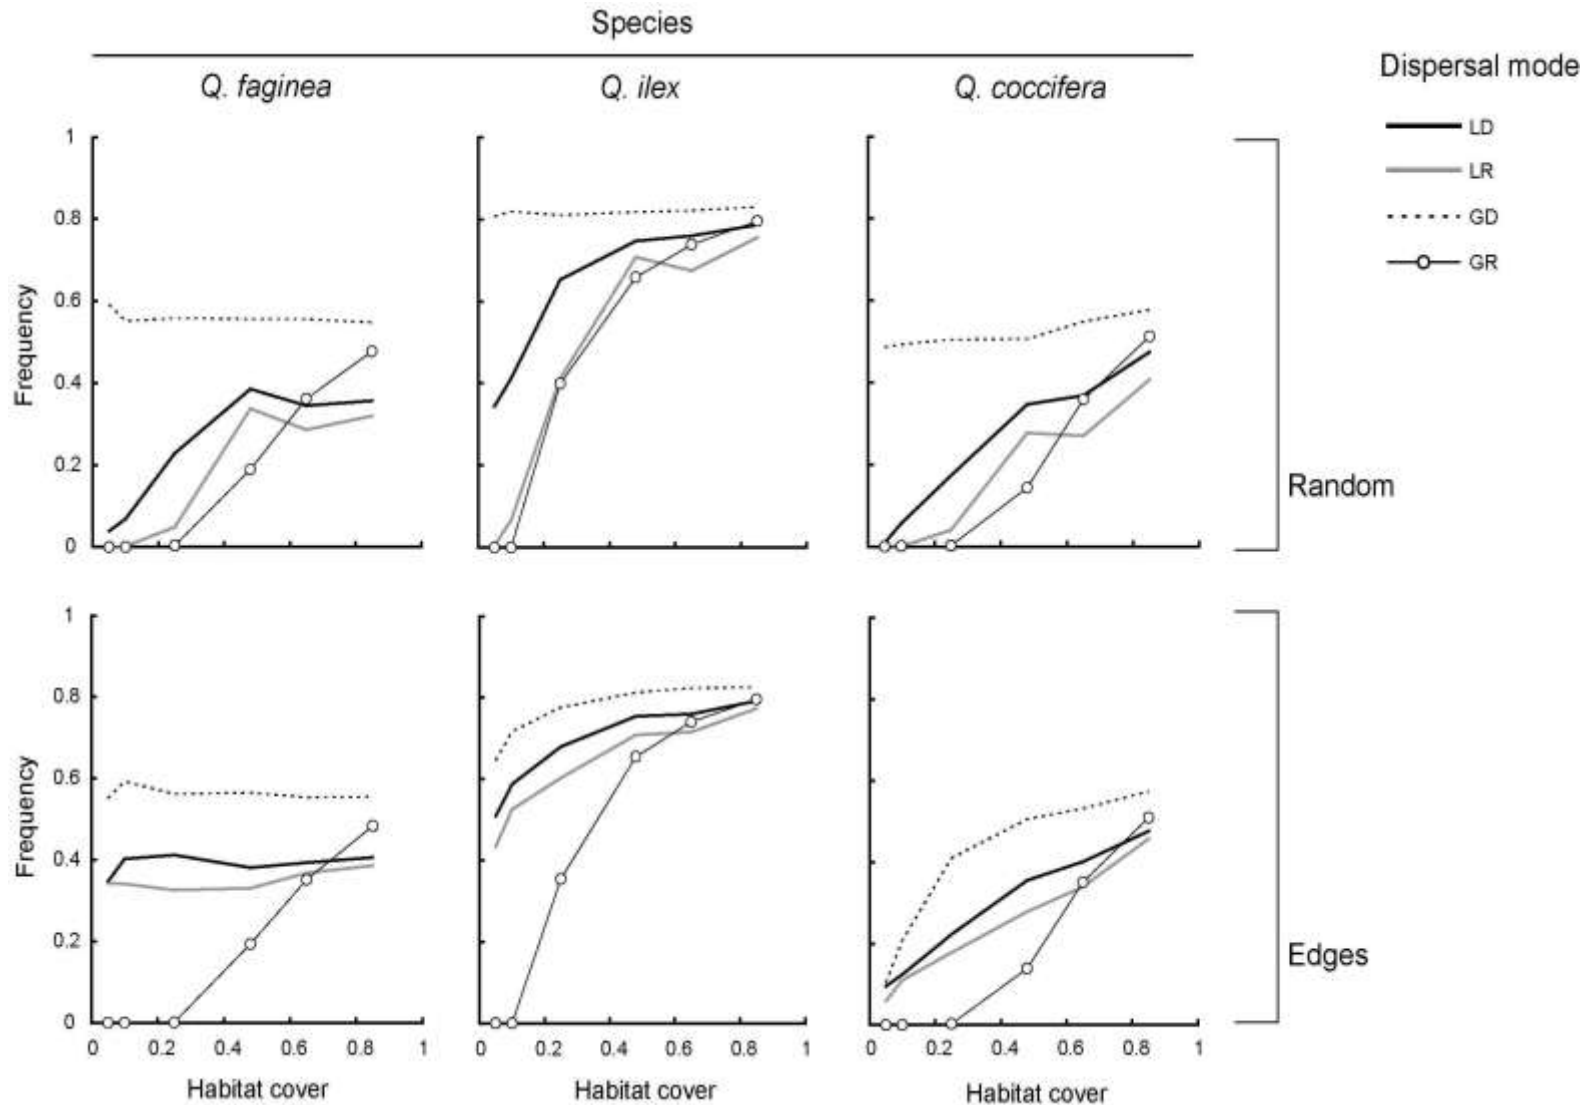 Species
Q. faginea
Q. ilex
Q. coccifera
Dispersal mode
LD
LR
GD
GR
1
0.8
0.6
0.4
0.2
0
Frequency
Random
1
0.8
0.6
0.4
0.2
0
Frequency
Edges
0 0.2 0.4 0.6 0.8 1
0 0.2 0.4 0.6 0.8 1
0 0.2 0.4 0.6 0.8 1
Habitat cover
Habitat cover
Habitat cover